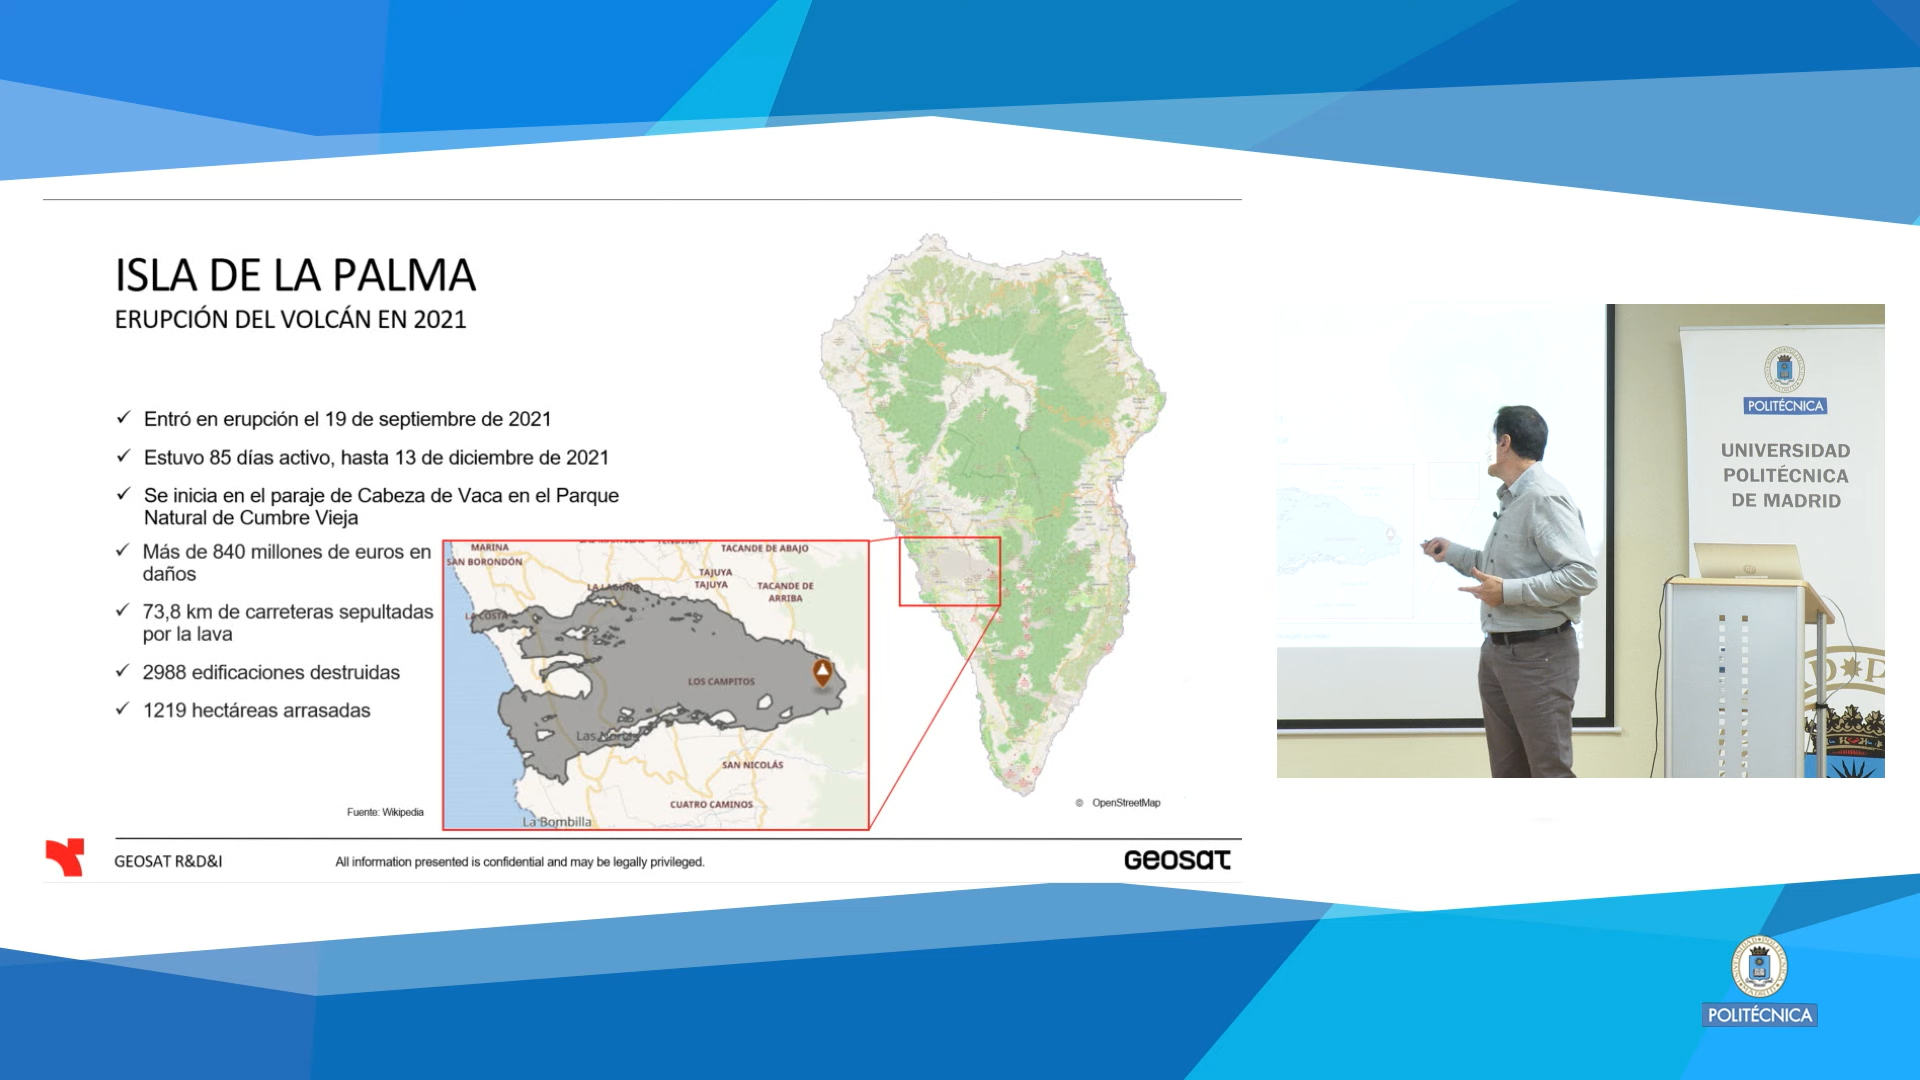 ISLA DE LA PALMA
ERUPCIÓN DEL VOLCÁN EN 2021
✓ Entró en erupción el 19 de septiembre de 2021
✓ Estuvo 85 días activo, hasta 13 de diciembre de 2021
✓ Se inicia en el paraje de Cabeza de Vaca en el Parque
Natural de Cumbre Vieja
✓ Más de 840 millones de euros en
daños
✓ 73,8 km de carreteras sepultadas
por la lava
✓ 2988 edificaciones destruidas
✓ 1219 hectáreas arrasadas
Fuente: Wikipedia
MARINA
SAN BORONDÓN
TACANDE DE ABAJO
TAJUYA
TAJUYA
TACANDE DE
ARRIBA
LA LAGUNA
LA COSTA
LOS CAMPITOS
Las
SAN NICOLÁS
CUATRO CAMINOS
La Bombilla
© OpenStreetMap
GEOSAT R&D&I
All information presented is confidential and may be legally privileged.
GEOSAT
POLITÉCNICA
UNIVERSIDAD
POLITÉCNICA
DE MADRID
POLITÉCNICA